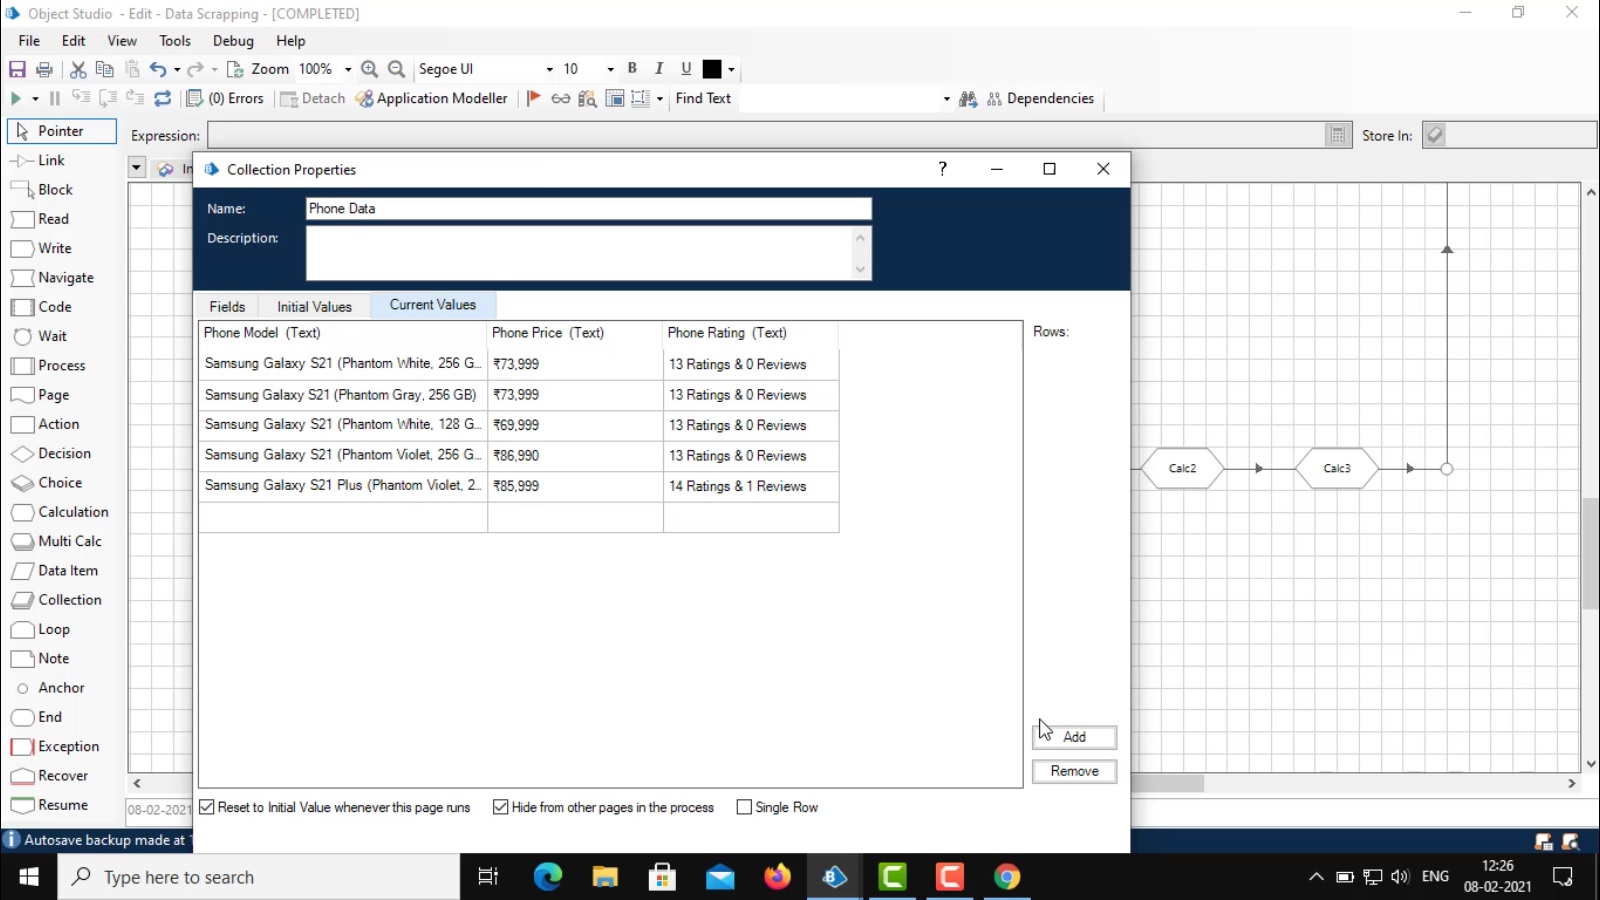 Object Studio - Edit - Data Scrapping - [COMPLETED]
File Edit View Tools Debug Help
Zoom 100% Segoe UI 10 B I U
(0) Errors Detach Application Modeller Find Text Dependencies
Pointer
Expression:
Store In:
Link
Block
Read
Write
Navigate
Code
Wait
Process
Page
Action
Decision
Choice
Calculation
Multi Calc
Data Item
Collection
Loop
Note
Anchor
End
Exception
Recover
Resume
In
Collection Properties
?
Name: Phone Data
Description:
Fields Initial Values Current Values
Phone Model (Text) Phone Price (Text) Phone Rating (Text)
Samsung Galaxy S21 (Phantom White, 256 G... ₹73,999 13 Ratings & 0 Reviews
Samsung Galaxy S21 (Phantom Gray, 256 GB) ₹73,999 13 Ratings & 0 Reviews
Samsung Galaxy S21 (Phantom White, 128 G... ₹69,999 13 Ratings & 0 Reviews
Samsung Galaxy S21 (Phantom Violet, 256 G... ₹86,990 13 Ratings & 0 Reviews
Samsung Galaxy S21 Plus (Phantom Violet, 2... ₹85,999 14 Ratings & 1 Reviews
Rows:
Add
Remove
Reset to Initial Value whenever this page runs Hide from other pages in the process Single Row
Calc2 Calc3
08-02-2021
Autosave backup made at 1
Type here to search
ENG
12:26
08-02-2021